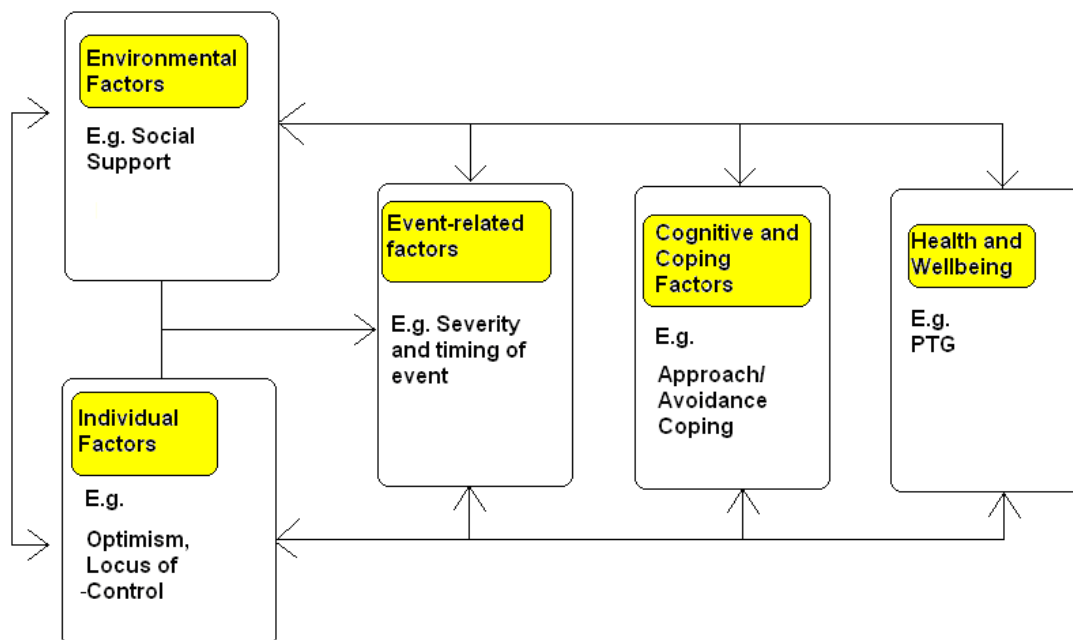 Environmental
Factors
E.g. Social
Support
Event-related
factors
E.g. Severity
and timing of
event
Cognitive and
Coping
Factors
E.g.
Approach/
Avoidance
Coping
Health and
Wellbeing
E.g.
PTG
Individual
Factors
E.g.
Optimism,
Locus of
-Control